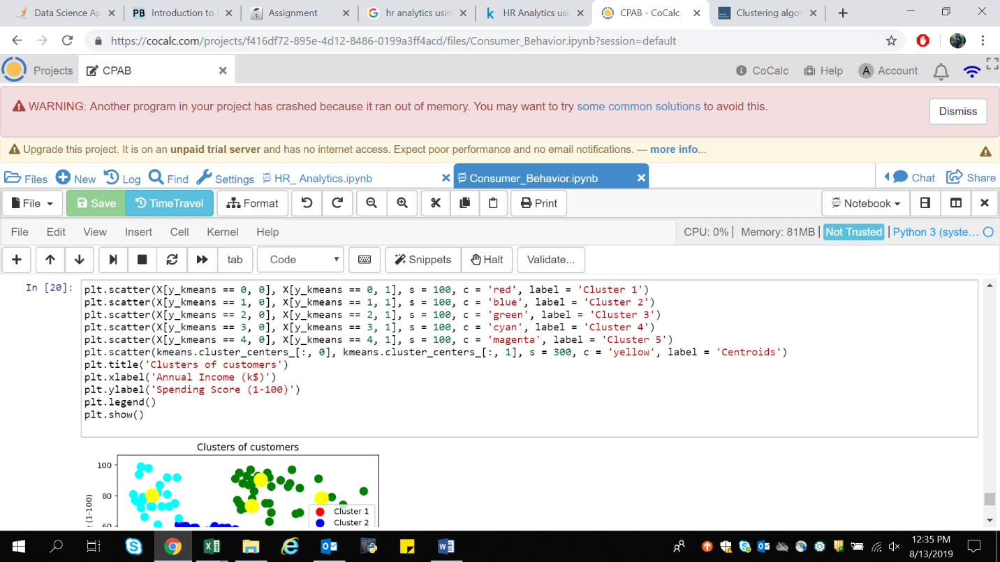 Data Science Ap
PB Introduction to
Assignment
hr analytics usin
k HR Analytics usi
CPAB - CoCalc
Clustering algor
https://cocalc.com/projects/f416df72-895e-4d12-8486-0199a3ff4acd/files/Consumer_Behavior.ipynb?session=default
Projects CPAB
CoCalc Help A Account
WARNING: Another program in your project has crashed because it ran out of memory. You may want to try some common solutions to avoid this.
Dismiss
Upgrade this project. It is on an unpaid trial server and has no internet access. Expect poor performance and no email notifications. — more info...
Files New Log Find Settings HR_ Analytics.ipynb Consumer_Behavior.ipynb Chat Share
File Save TimeTravel Format Print Notebook
File Edit View Insert Cell Kernel Help CPU: 0% | Memory: 81MB | Not Trusted | Python 3 (syste...
tab Code Snippets Halt Validate...
In [20]:
plt.scatter(X[y_kmeans == 0, 0], X[y_kmeans == 0, 1], s = 100, c = 'red', label = 'Cluster 1')
plt.scatter(X[y_kmeans == 1, 0], X[y_kmeans == 1, 1], s = 100, c = 'blue', label = 'Cluster 2')
plt.scatter(X[y_kmeans == 2, 0], X[y_kmeans == 2, 1], s = 100, c = 'green', label = 'Cluster 3')
plt.scatter(X[y_kmeans == 3, 0], X[y_kmeans == 3, 1], s = 100, c = 'cyan', label = 'Cluster 4')
plt.scatter(X[y_kmeans == 4, 0], X[y_kmeans == 4, 1], s = 100, c = 'magenta', label = 'Cluster 5')
plt.scatter(kmeans.cluster_centers_[:, 0], kmeans.cluster_centers_[:, 1], s = 300, c = 'yellow', label = 'Centroids')
plt.title('Clusters of customers')
plt.xlabel('Annual Income (k$)')
plt.ylabel('Spending Score (1-100)')
plt.legend()
plt.show()
Clusters of customers
100
80
60
(1-100)
Cluster 1
Cluster 2
12:35 PM
8/13/2019